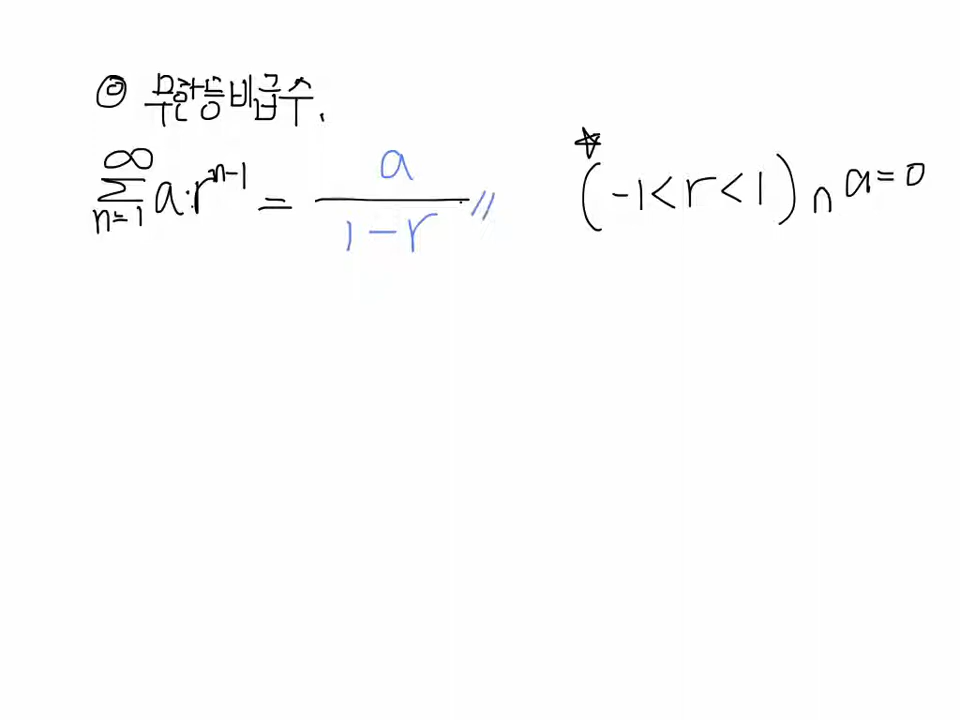 ⊙ 무한등비급수.
∞∑n=1 a·r^n-1 = a/1-r // ☆(-1<r<1) ∩ a=0